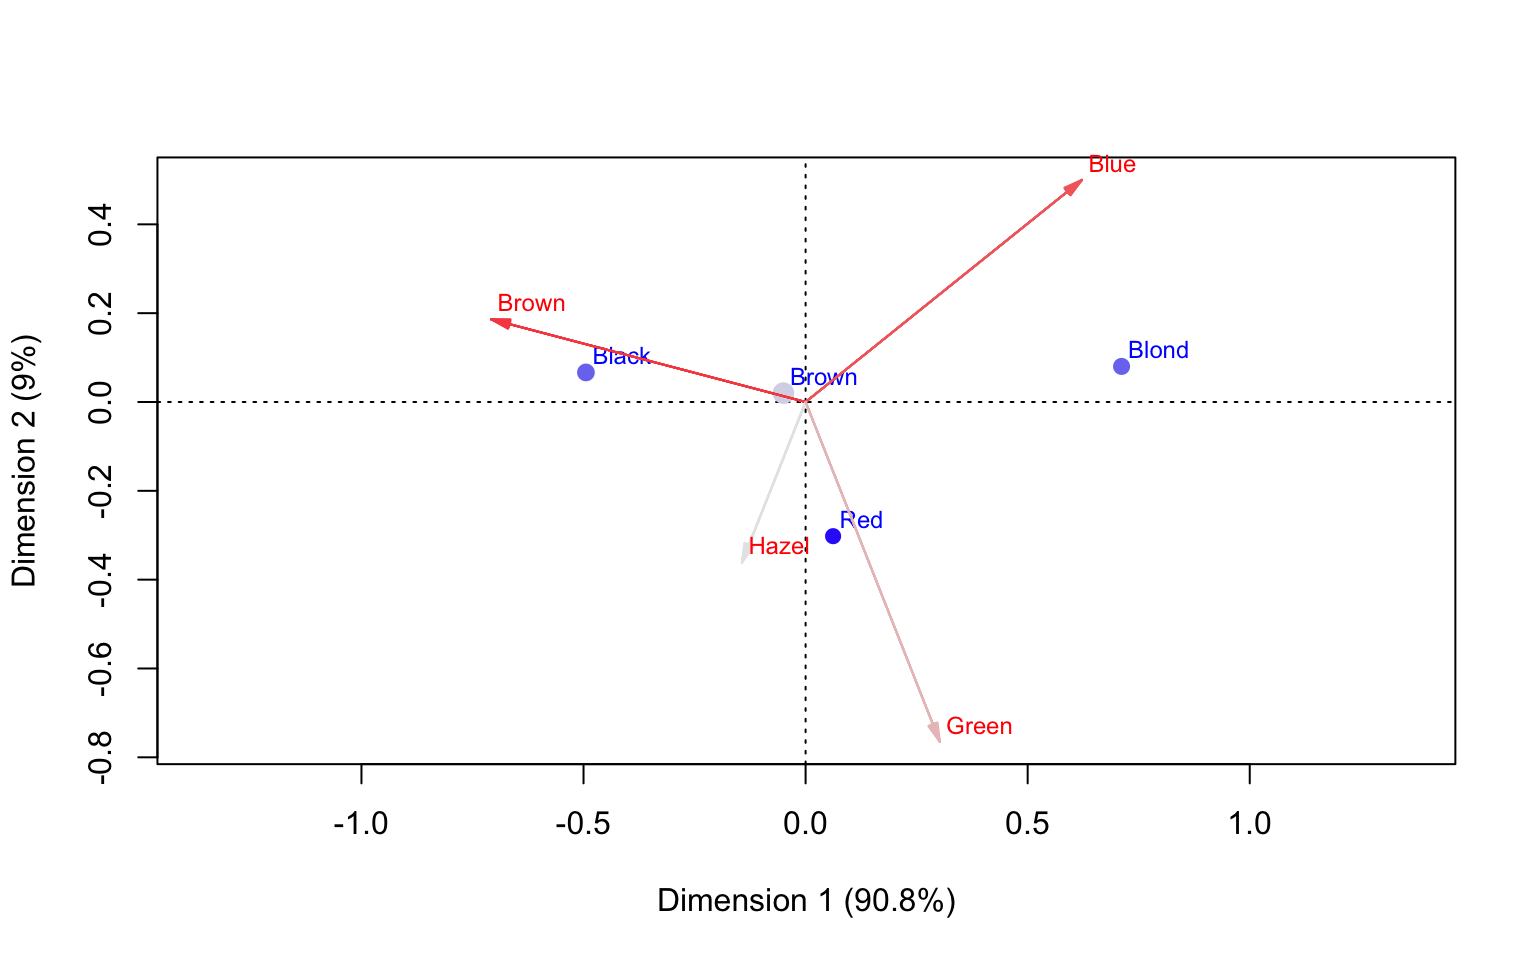 Blue
Brown
Black
Blond
Brown
Red
Hazel
Green
0.4
0.2
0.0
-0.2
-0.4
-0.6
-0.8
Dimension 2 (9%)
-1.0 -0.5 0.0 0.5 1.0
Dimension 1 (90.8%)